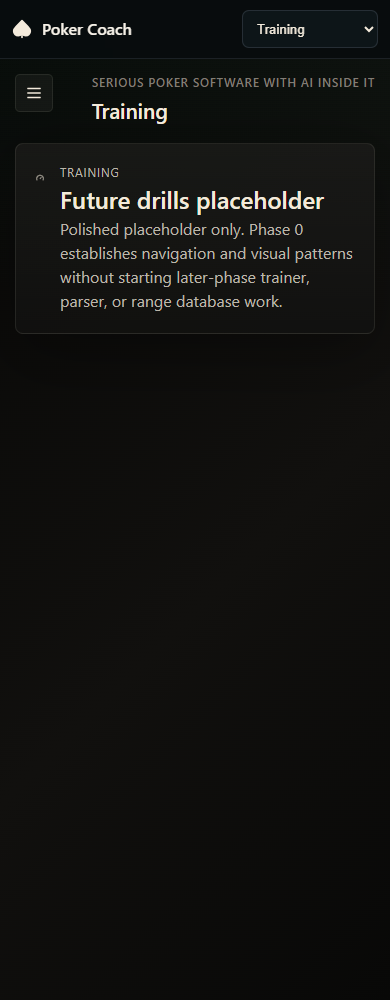 Poker Coach
Training
SERIOUS POKER SOFTWARE WITH AI INSIDE IT
Training
TRAINING
Future drills placeholder
Polished placeholder only. Phase 0
establishes navigation and visual patterns
without starting later-phase trainer,
parser, or range database work.